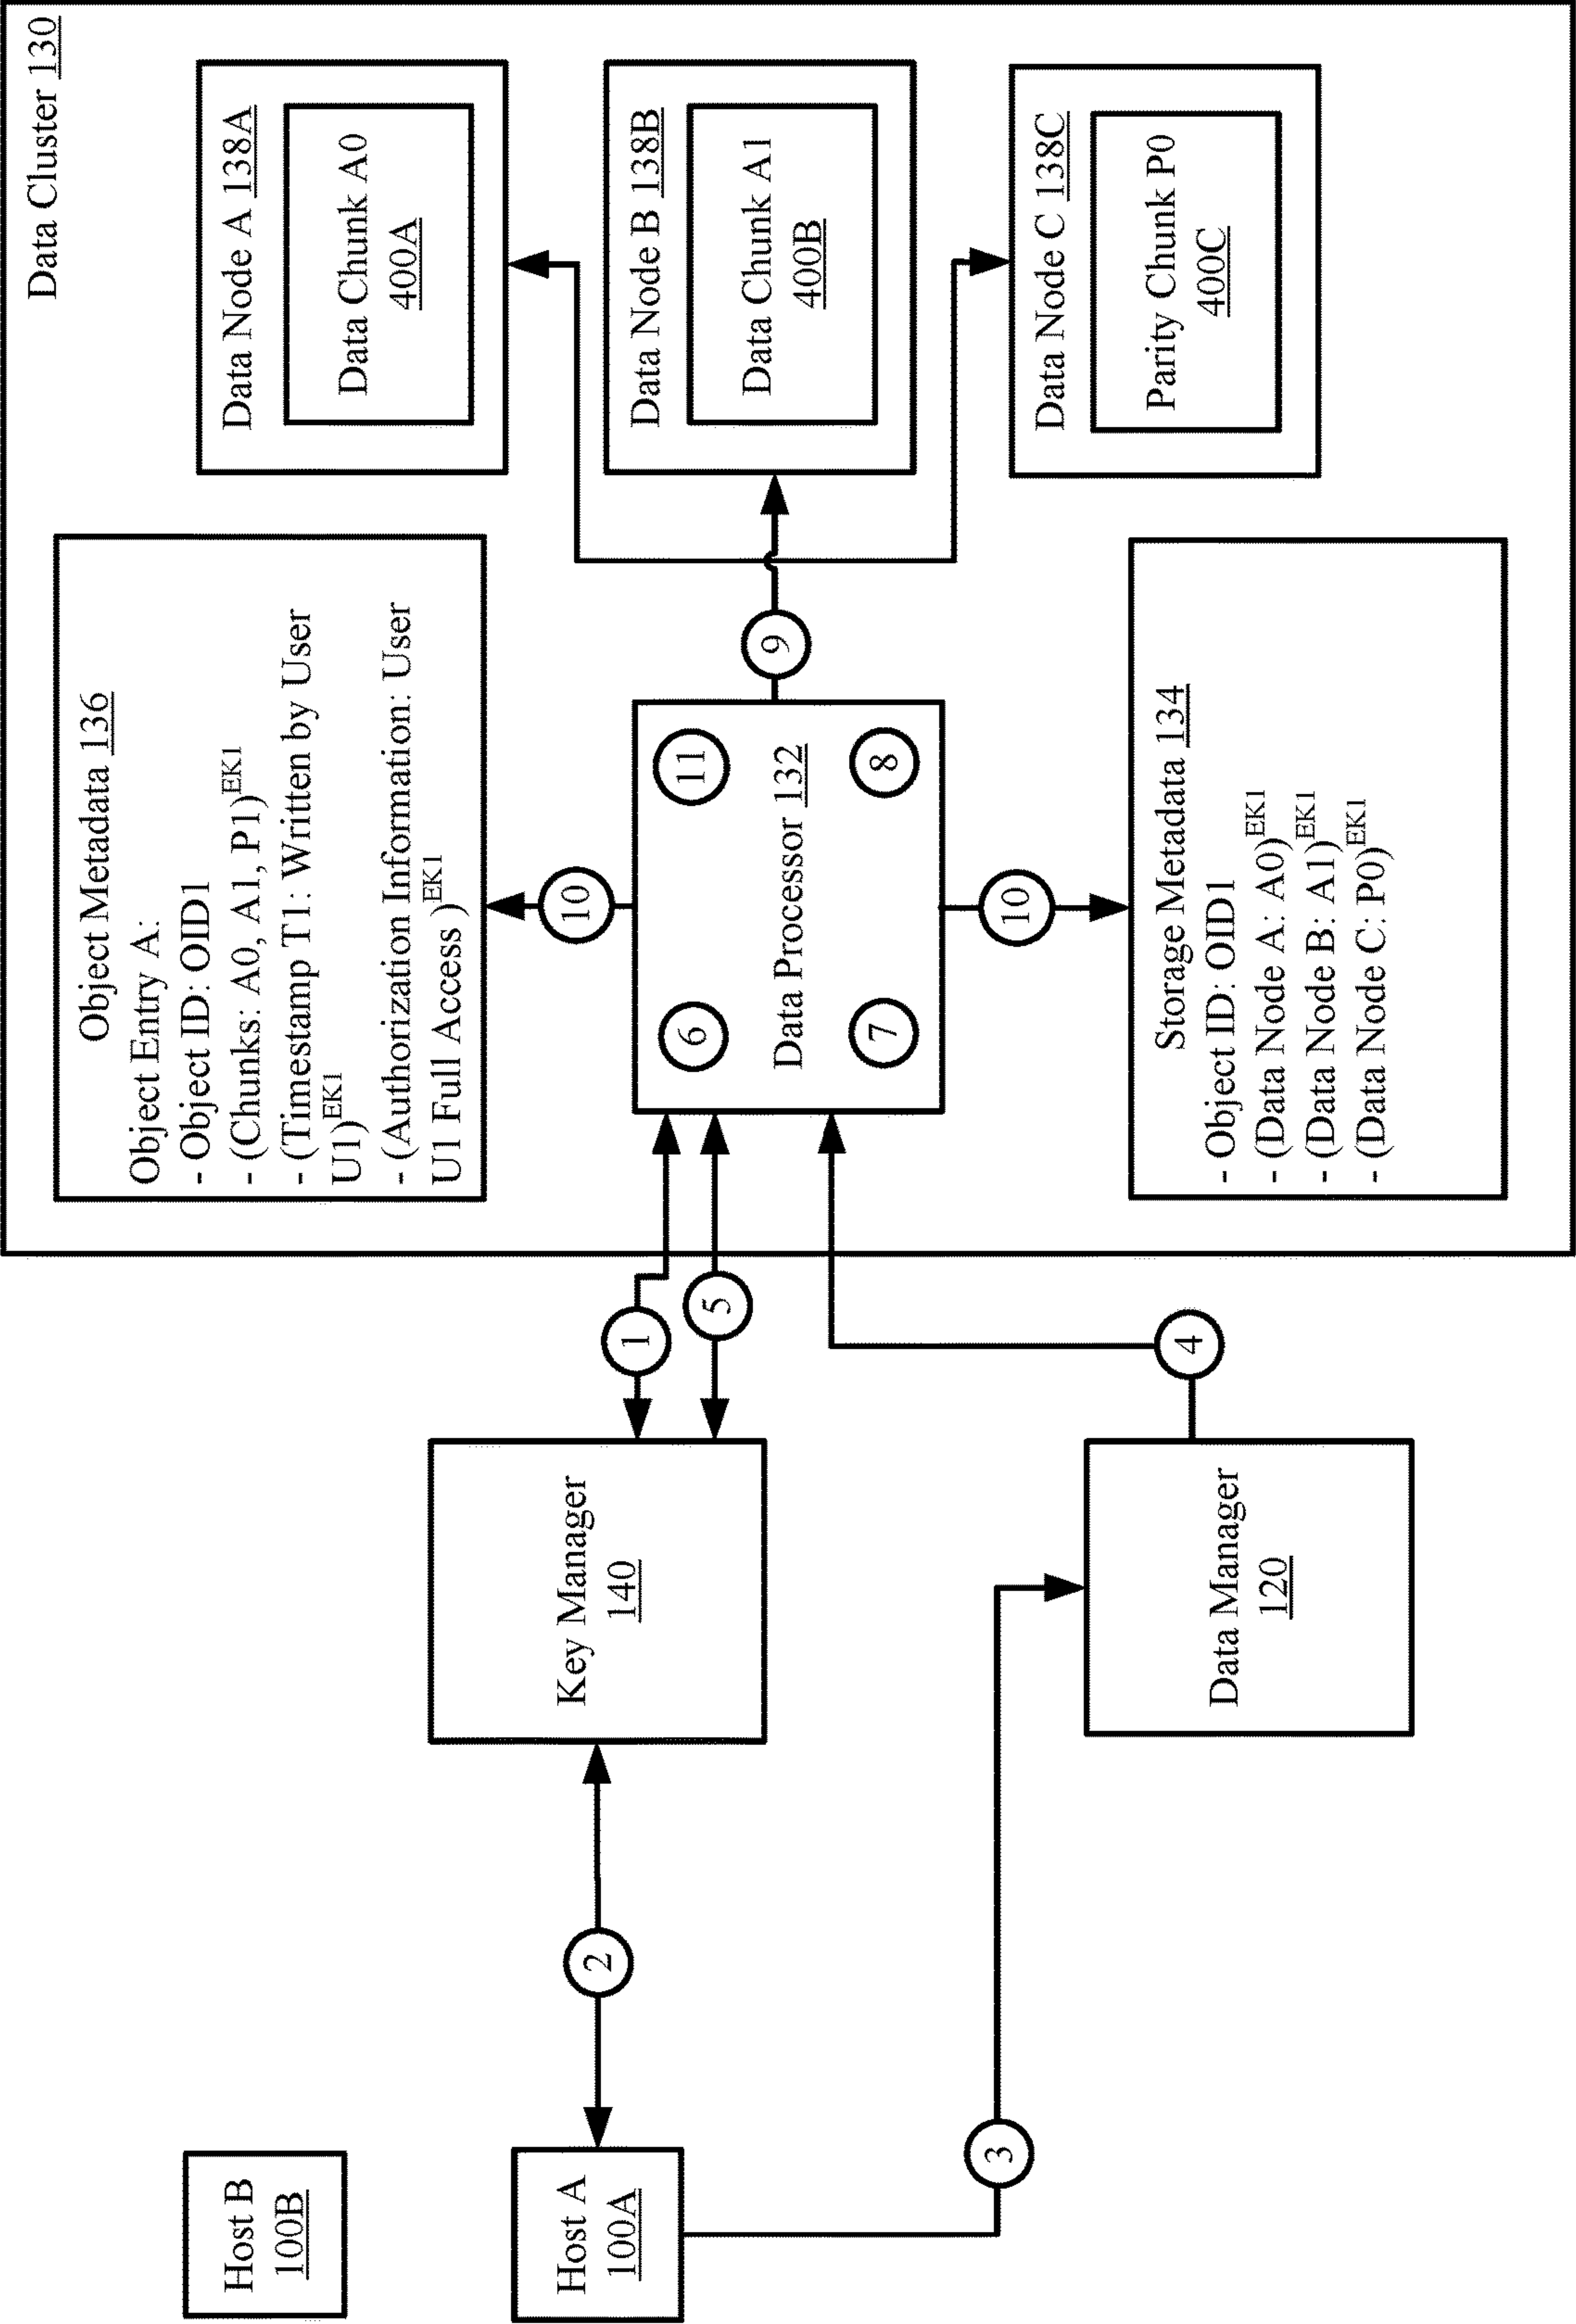 Data Cluster 130
Object Metadata 136
Object Entry A:
- Object ID: OID1
- (Chunks: A0, A1, P1)EK1
- (Timestamp T1: Written by User
U1)EK1
- (Authorization Information: User
U1 Full Access )EK1
Data Node A 138A
Data Chunk A0
400A
Data Node B 138B
Data Chunk A1
400B
Data Node C 138C
Parity Chunk P0
400C
Host B
100B
Host A
100A
2
Key Manager
140
1
5
10
6
11
Data Processor 132
7
8
9
10
3
Data Manager
120
4
Storage Metadata 134
- Object ID: OID1
- (Data Node A: A0)EK1
- (Data Node B: A1)EK1
- (Data Node C: P0)EK1